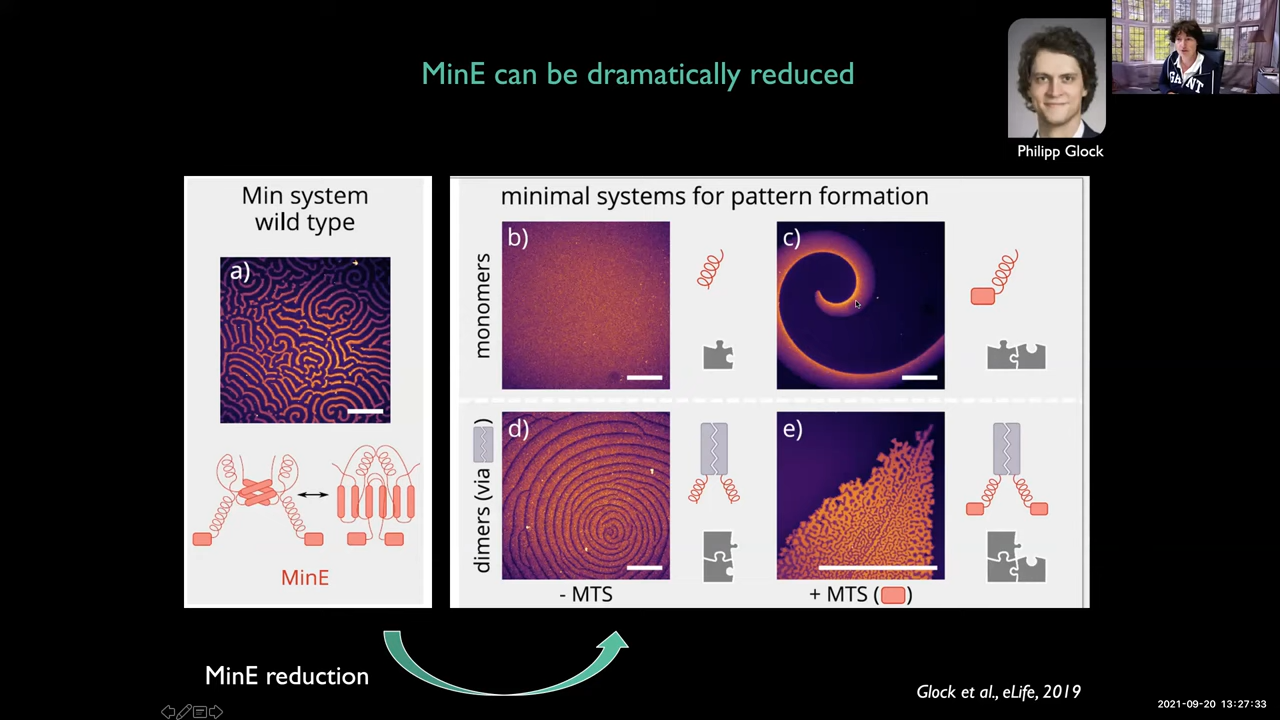 MinE can be dramatically reduced
GANT
Philipp Glock
Min system
wild type
a)
MinE
minimal systems for pattern formation
monomers
b)
c)
dimers (via )
d)
e)
- MTS
+ MTS ( )
MinE reduction
Glock et al., eLife, 2019
2021-09-20 13:27:33